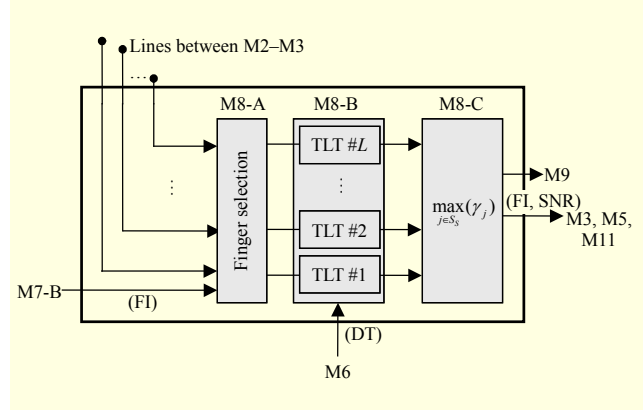 Lines between M2–M3
...
M8-A M8-B M8-C
TLT #L
TLT #2
TLT #1
Finger selection
max(γj)
j∈SS
M9
(FI, SNR)
M3, M5,
M11
M7-B
(FI)
(DT)
M6